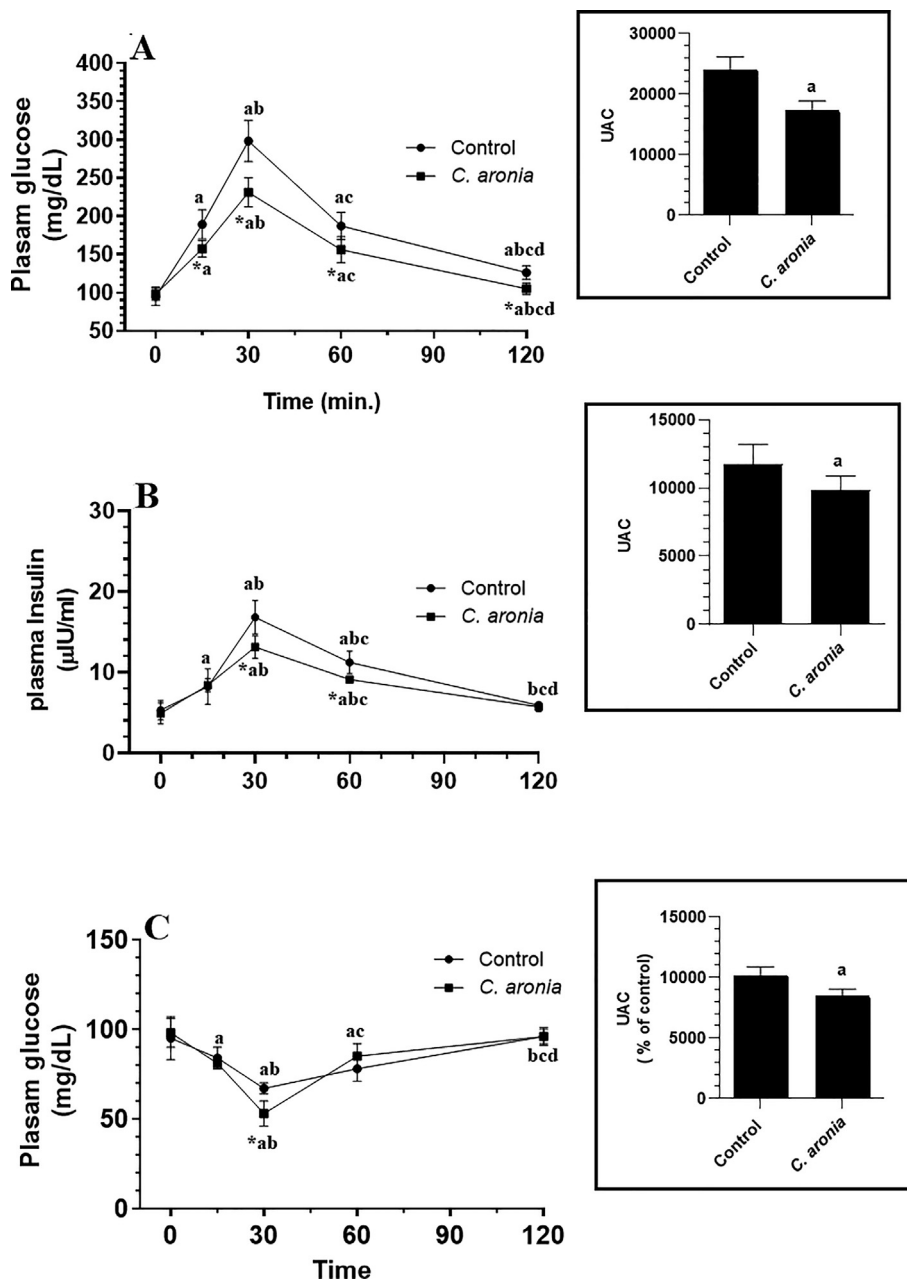 A
400
350
300
250
200
150
100
50
Plasam glucose
(mg/dL)
0 30 60 90 120
Time (min.)
Control
C. aronia
a
ab
ac
abcd
*a
*ab
*ac
*abcd
30000
20000
10000
0
UAC
a
Control
C. aronia
B
30
20
10
0
plasma Insulin
(µIU/ml)
0 30 60 90 120
Control
C. aronia
a
ab
abc
bcd
*ab
*abc
15000
10000
5000
0
UAC
a
Control
C. aronia
C
150
100
50
0
Plasam glucose
(mg/dL)
0 30 60 90 120
Time
Control
C. aronia
a
ab
ac
bcd
*ab
15000
10000
5000
0
UAC
( % of control)
a
Control
C. aronia